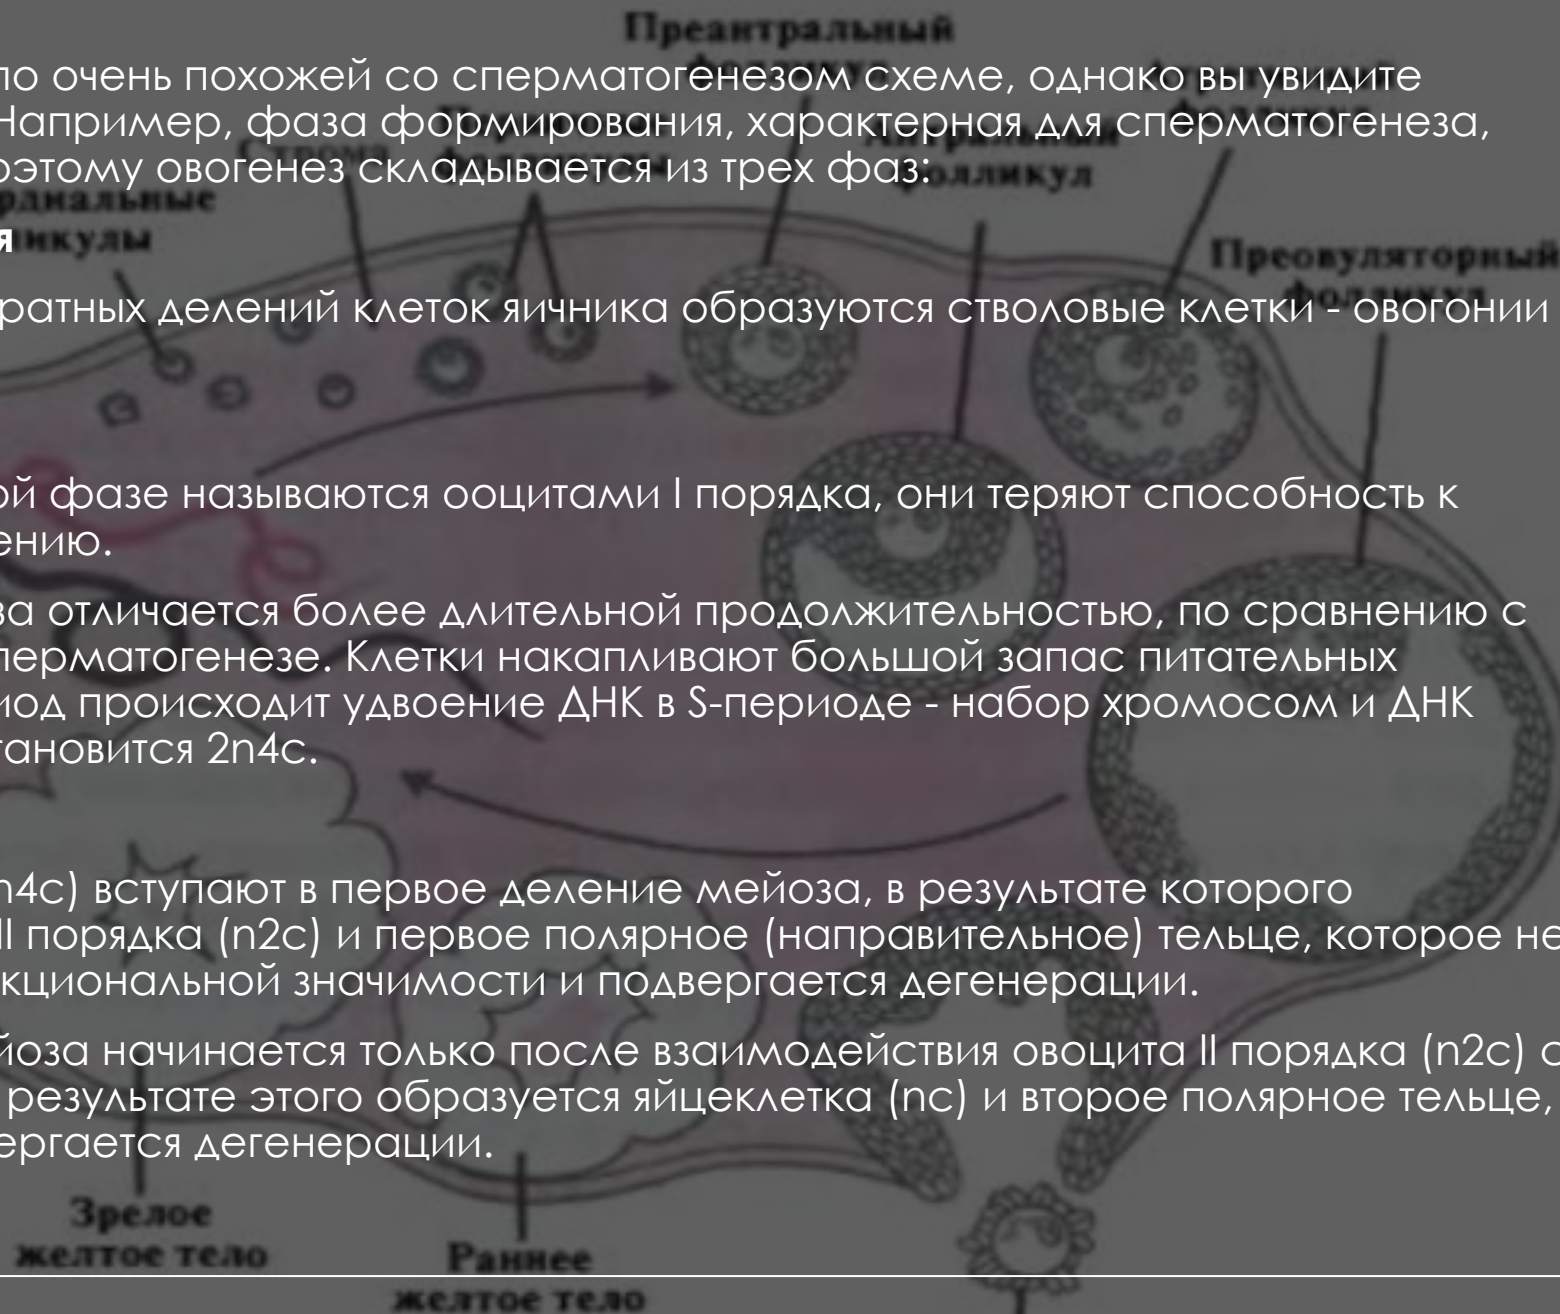 Преантральный
по очень похожей со сперматогенезом схеме, однако вы увидите
Например, фаза формирования, характерная для сперматогенеза,
оэтому овогенез складывается из трех фаз:
фолликул
рдиальные
я
икулы
Преовуляторный
фолликул
ратных делений клеток яичника образуются стволовые клетки - овогонии
ой фазе называются ооцитами I порядка, они теряют способность к
ению.
за отличается более длительной продолжительностью, по сравнению с
перматогенезе. Клетки накапливают большой запас питательных
иод происходит удвоение ДНК в S-периоде - набор хромосом и ДНК
тановится 2n4c.
n4c) вступают в первое деление мейоза, в результате которого
II порядка (n2c) и первое полярное (направительное) тельце, которое не
кциональной значимости и подвергается дегенерации.
йоза начинается только после взаимодействия овоцита II порядка (n2c) с
результате этого образуется яйцеклетка (nc) и второе полярное тельце,
ергается дегенерации.
Зрелое
желтое тело
Раннее
желтое тело